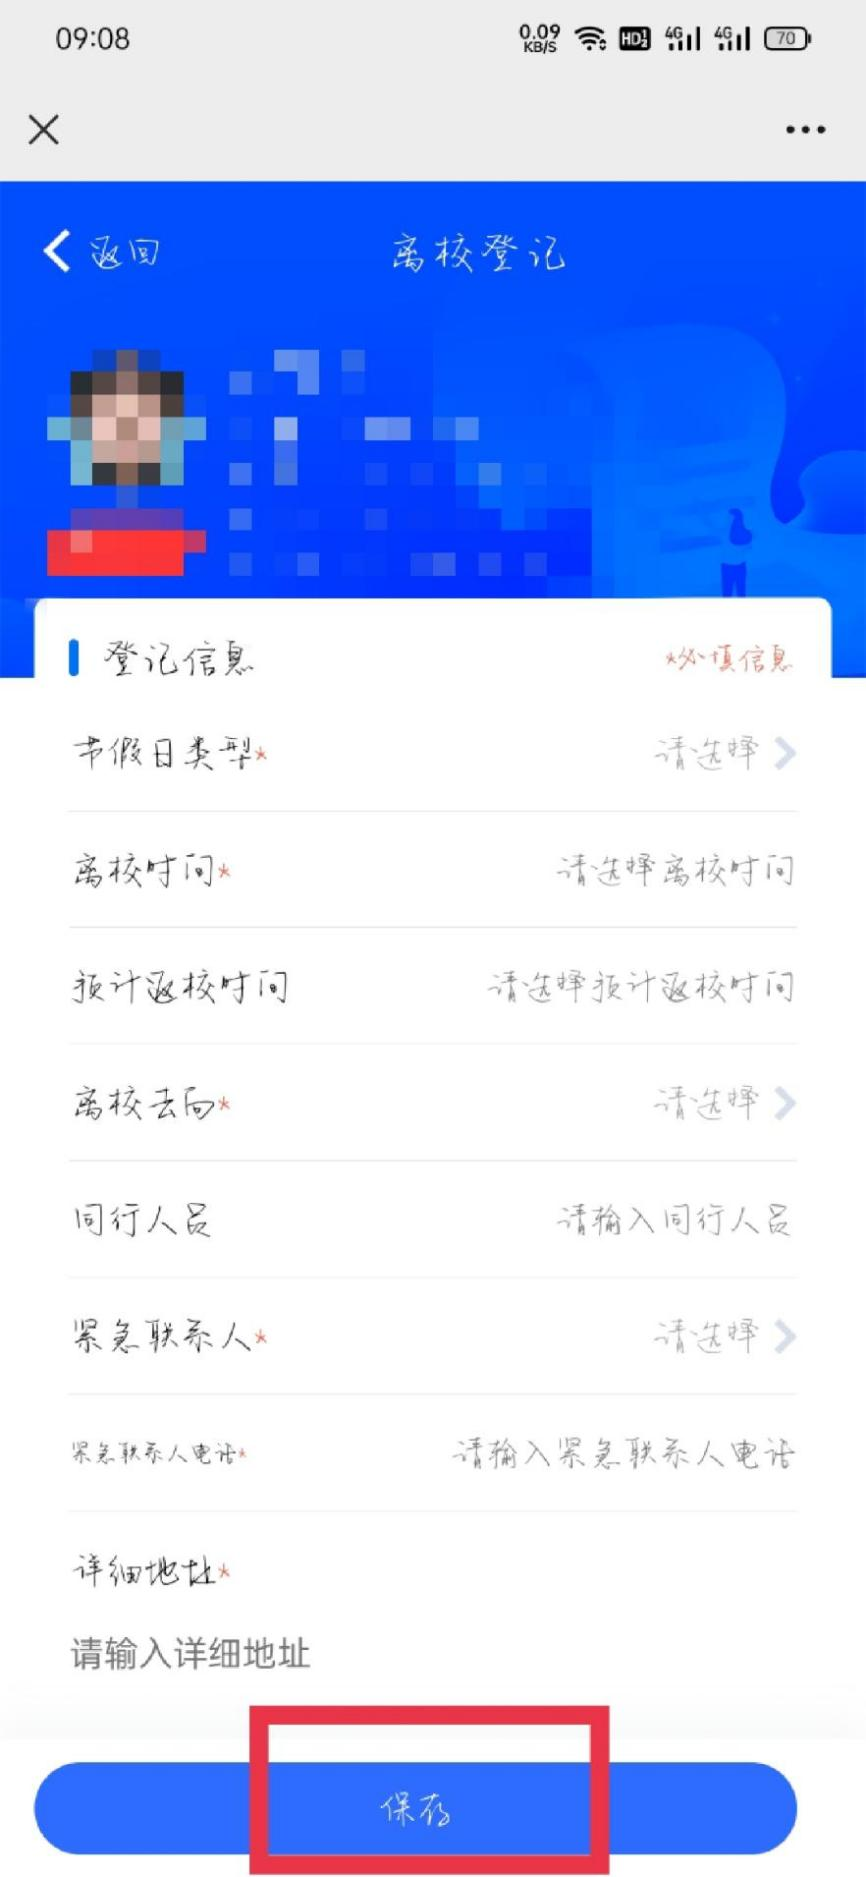 09:08
0.09
KB/S
HD
4G
4G
70
返回
离校登记
登记信息
*必填信息
节假日类型*
请选择
离校时间*
请选择离校时间
预计返校时间
请选择预计返校时间
离校去向*
请选择
同行人员
请输入同行人员
紧急联系人*
请选择
紧急联系人电话*
请输入紧急联系人电话
详细地址*
请输入详细地址
保存